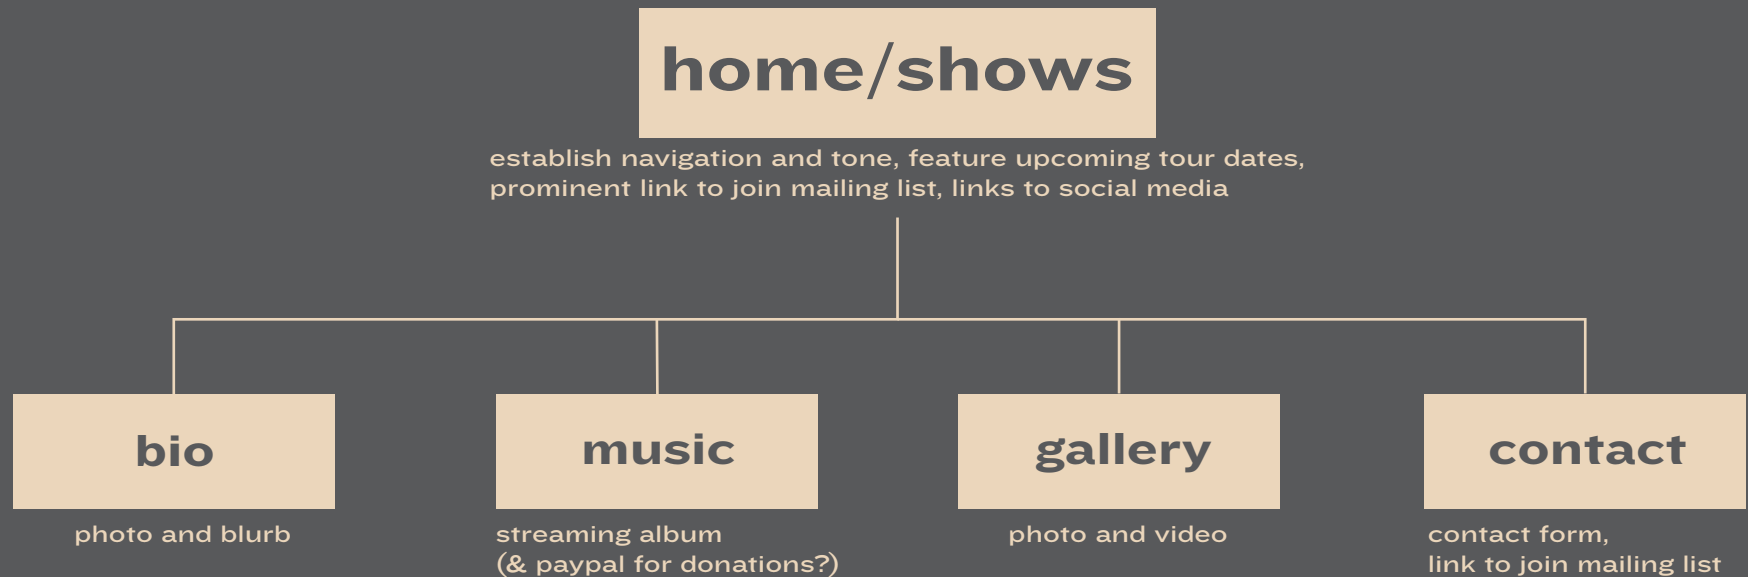 home/shows
establish navigation and tone, feature upcoming tour dates,
prominent link to join mailing list, links to social media
bio
photo and blurb
music
streaming album
(& paypal for donations?)
gallery
photo and video
contact
contact form,
link to join mailing list